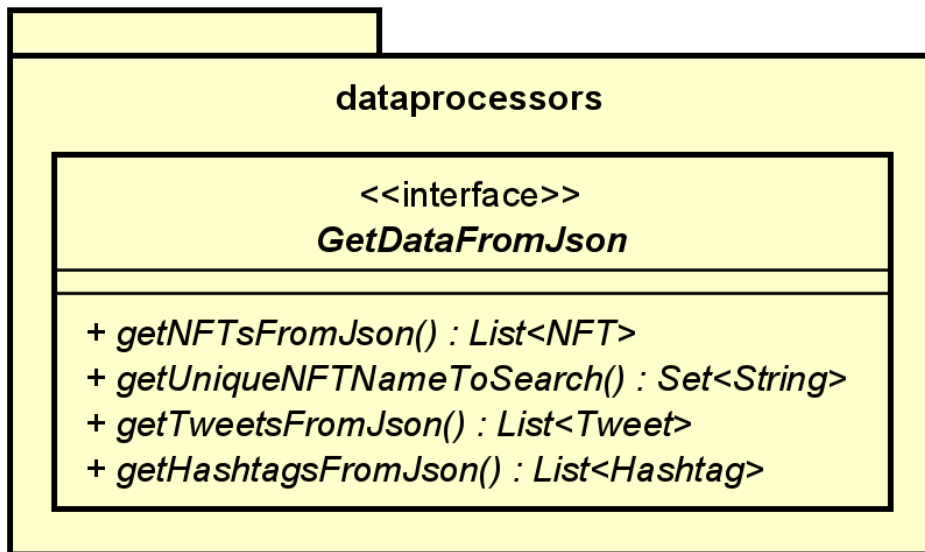 dataprocessors
<<interface>>
GetDataFromJson
+ getNFTsFromJson() : List<NFT>
+ getUniqueNFTNameToSearch() : Set<String>
+ getTweetsFromJson() : List<Tweet>
+ getHashtagsFromJson() : List<Hashtag>